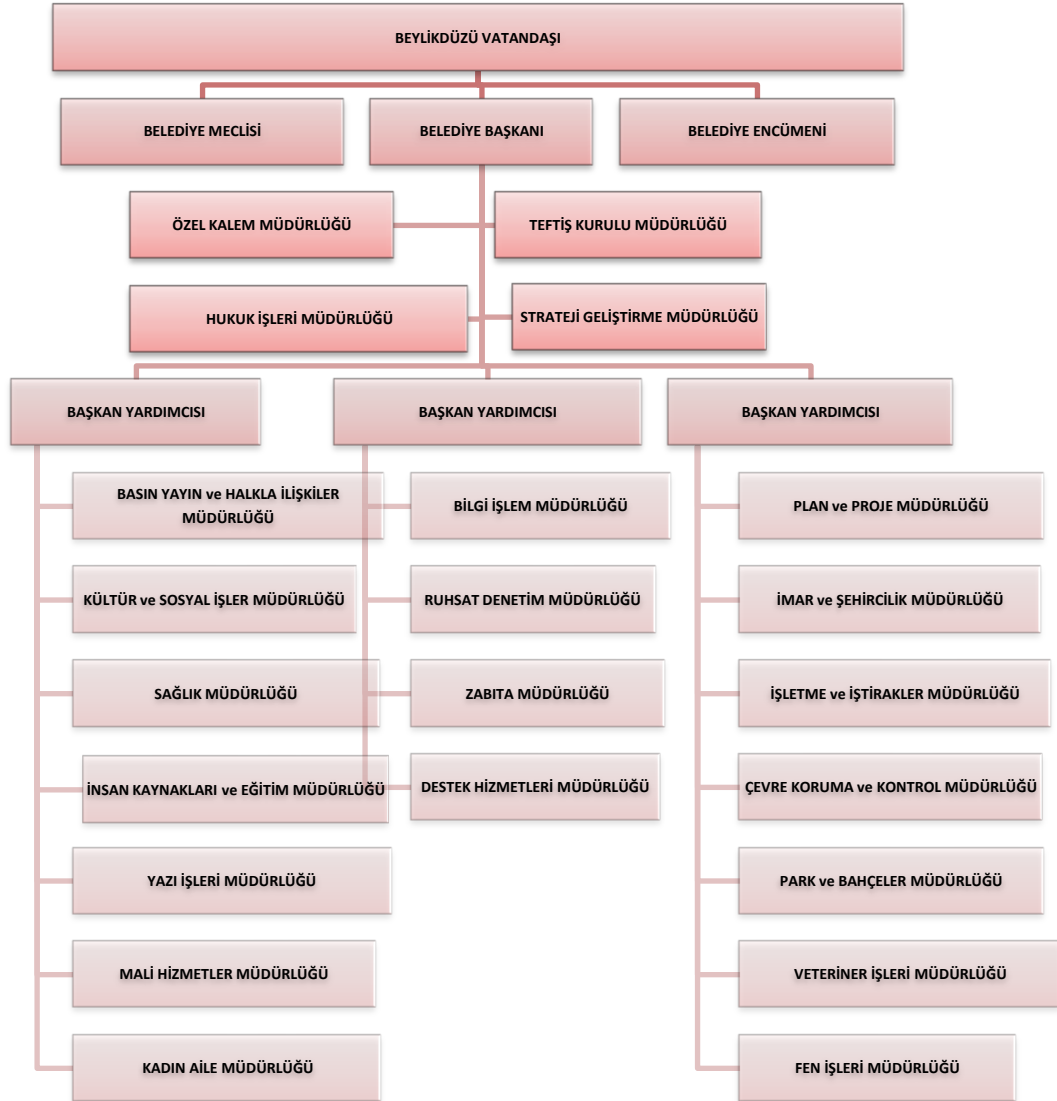 BEYLİKDÜZÜ VATANDAŞI
BELEDİYE MECLİSİ
BELEDİYE BAŞKANI
BELEDİYE ENCÜMENİ
ÖZEL KALEM MÜDÜRLÜĞÜ
TEFTİŞ KURULU MÜDÜRLÜĞÜ
HUKUK İŞLERİ MÜDÜRLÜĞÜ
STRATEJİ GELİŞTİRME MÜDÜRLÜĞÜ
BAŞKAN YARDIMCISI
BASIN YAYIN ve HALKLA İLİŞKİLER
MÜDÜRLÜĞÜ
KÜLTÜR ve SOSYAL İŞLER MÜDÜRLÜĞÜ
SAĞLIK MÜDÜRLÜĞÜ
İNSAN KAYNAKLARI ve EĞİTİM MÜDÜRLÜĞÜ
YAZI İŞLERİ MÜDÜRLÜĞÜ
MALİ HİZMETLER MÜDÜRLÜĞÜ
KADIN AİLE MÜDÜRLÜĞÜ
BAŞKAN YARDIMCISI
BİLGİ İŞLEM MÜDÜRLÜĞÜ
RUHSAT DENETİM MÜDÜRLÜĞÜ
ZABITA MÜDÜRLÜĞÜ
DESTEK HİZMETLERİ MÜDÜRLÜĞÜ
BAŞKAN YARDIMCISI
PLAN ve PROJE MÜDÜRLÜĞÜ
İMAR ve ŞEHİRCİLİK MÜDÜRLÜĞÜ
İŞLETME ve İŞTİRAKLER MÜDÜRLÜĞÜ
ÇEVRE KORUMA ve KONTROL MÜDÜRLÜĞÜ
PARK ve BAHÇELER MÜDÜRLÜĞÜ
VETERİNER İŞLERİ MÜDÜRLÜĞÜ
FEN İŞLERİ MÜDÜRLÜĞÜ